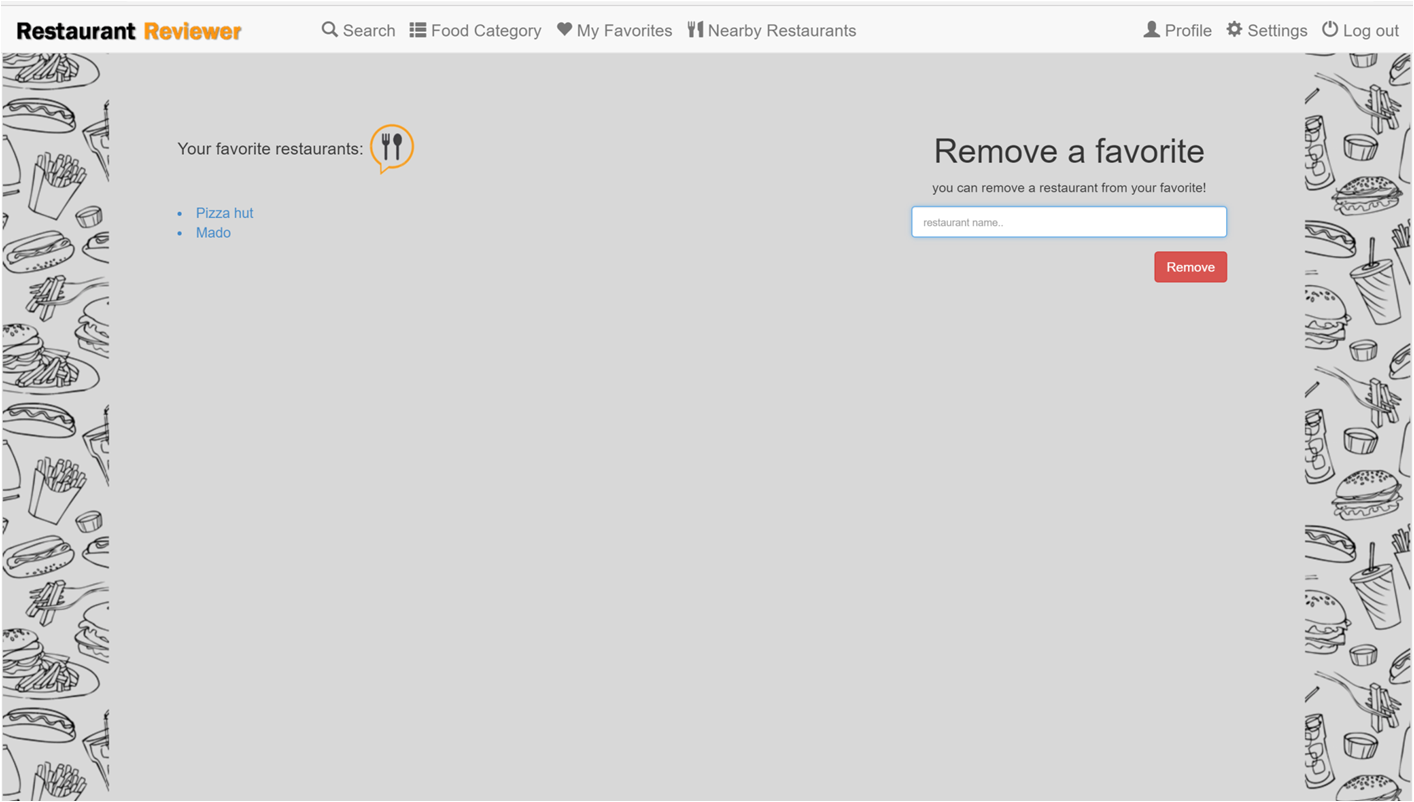 Restaurant Reviewer Search Food Category My Favorites Nearby Restaurants Profile Settings Log out
Your favorite restaurants:
Pizza hut
Mado
Remove a favorite
you can remove a restaurant from your favorite!
restaurant name..
Remove